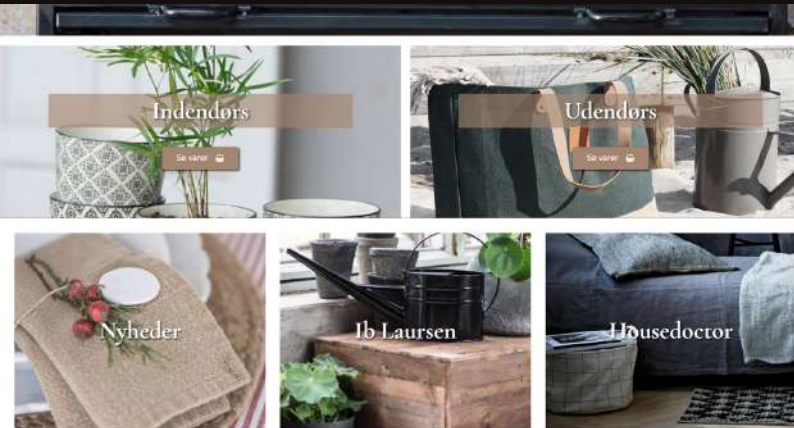 Indendørs
Udendørs
Se varer
Se varer
Nyheder
Ib Laursen
Housedoctor